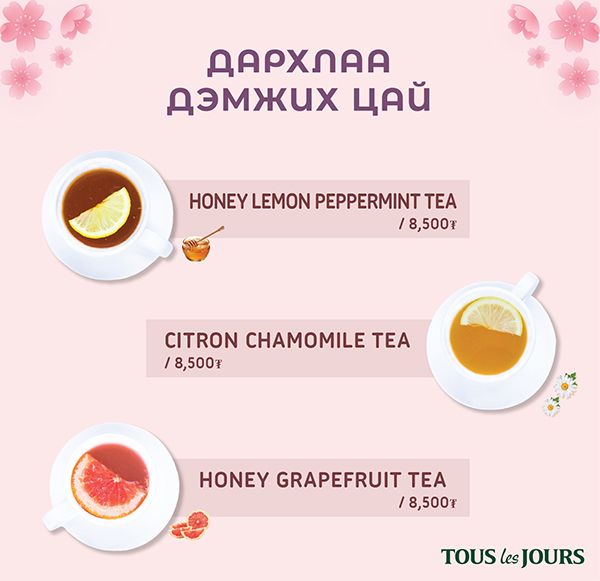 ДАРХЛАА
ДЭМЖИХ ЦАЙ
HONEY LEMON PEPPERMINT TEA
/ 8,500₮
CITRON CHAMOMILE TEA
/ 8,500₮
HONEY GRAPEFRUIT TEA
/ 8,500₮
TOUS les JOURS